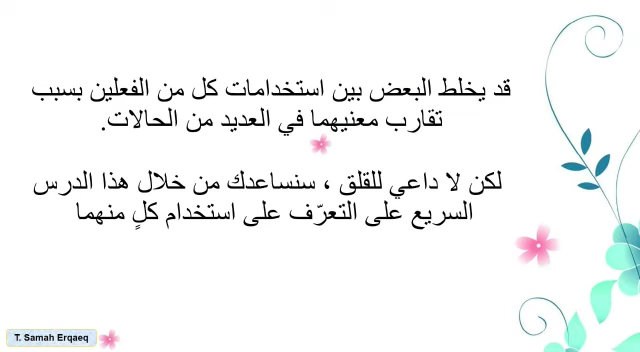 قد يخلط البعض بين استخدامات كل من الفعلين بسبب
تقارب معنيهما في العديد من الحالات.
لكن لا داعي للقلق ، سنساعدك من خلال هذا الدرس
السريع على التعرّف على استخدام كلٍ منهما
T. Samah Erqaeq